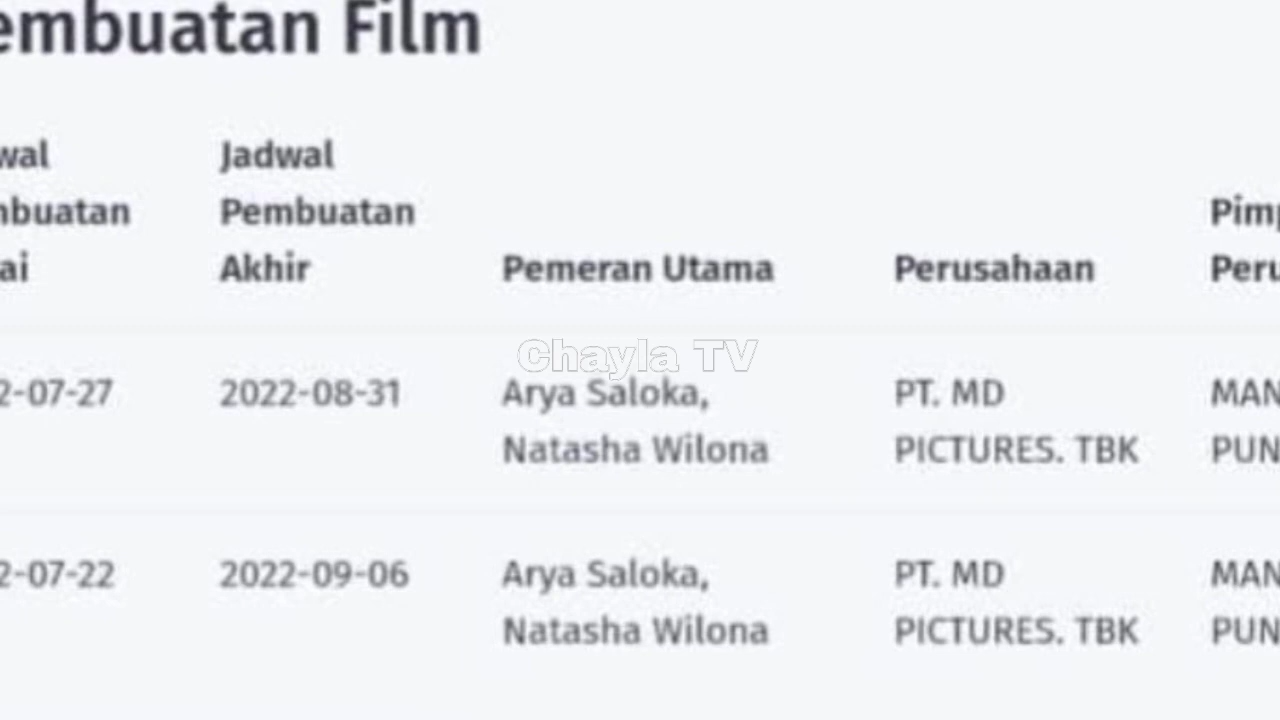 embuatan Film
wal
Jadwal
nbuatan
Pembuatan
Pim
ai
Akhir
Pemeran Utama
Perusahaan
Peru
Chayla TV
2-07-27
2022-08-31
Arya Saloka,
PT. MD
MAN
Natasha Wilona
PICTURES. TBK
PUN
2-07-22
2022-09-06
Arya Saloka,
PT. MD
MAN
Natasha Wilona
PICTURES. TBK
PUN